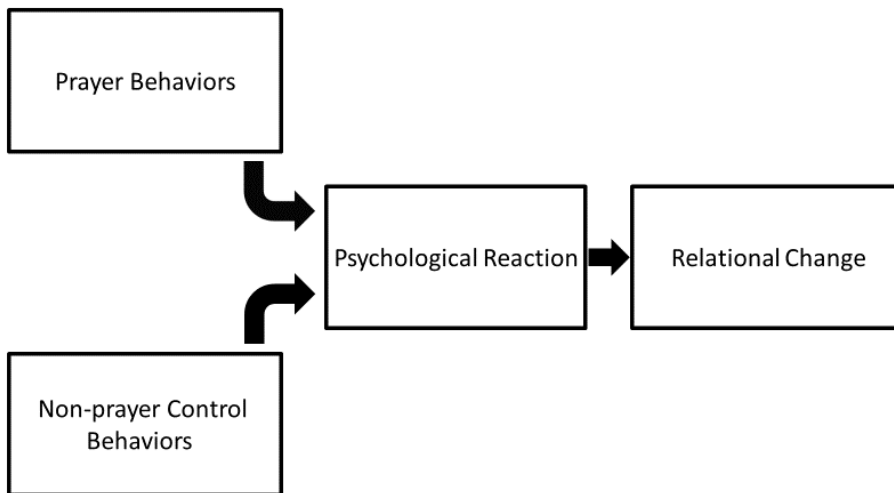 Prayer Behaviors
Psychological Reaction
Relational Change
Non-prayer Control
Behaviors